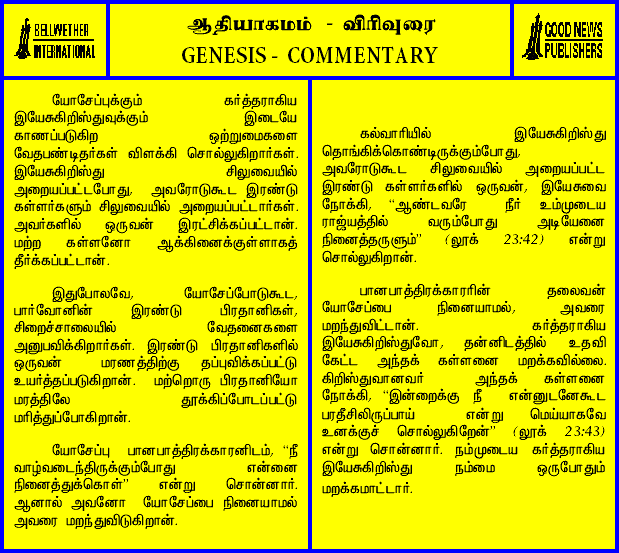 BELLWETHER
INTERNATIONAL
ஆதியாகமம் - விரிவுரை
GENESIS - COMMENTARY
GOOD NEWS
PUBLISHERS
யோசேப்புக்கும் கர்த்தராகிய
இயேசுகிறிஸ்துவுக்கும் இடையே
காணப்படுகிற ஒற்றுமைகளை
வேதபண்டிதர்கள் விளக்கி சொல்லுகிறார்கள்.
இயேசுகிறிஸ்து சிலுவையில்
அறையப்பட்டபோது, அவரோடுகூட இரண்டு
கள்ளர்களும் சிலுவையில் அறையப்பட்டார்கள்.
அவர்களில் ஒருவன் இரட்சிக்கப்பட்டான்.
மற்ற கள்ளனோ ஆக்கினைக்குள்ளாகத்
தீர்க்கப்பட்டான்.
இதுபோலவே, யோசேப்போடுகூட,
பார்வோனின் இரண்டு பிரதானிகள்,
சிறைச்சாலையில் வேதனைகளை
அனுபவிக்கிறார்கள். இரண்டு பிரதானிகளில்
ஒருவன் மரணத்திற்கு தப்புவிக்கப்பட்டு
உயர்த்தப்படுகிறான். மற்றொரு பிரதானியோ
மரத்திலே தூக்கிப்போடப்பட்டு
மரித்துப்போகிறான்.
யோசேப்பு பானபாத்திரக்காரனிடம், “நீ
வாழ்வடைந்திருக்கும்போது என்னை
நினைத்துக்கொள்” என்று சொன்னார்.
ஆனால் அவனோ யோசேப்பை நினையாமல்
அவரை மறந்துவிடுகிறான்.
கல்வாரியில் இயேசுகிறிஸ்து
தொங்கிக்கொண்டிருக்கும்போது,
அவரோடுகூட சிலுவையில் அறையப்பட்ட
இரண்டு கள்ளர்களில் ஒருவன், இயேசுவை
நோக்கி, “ஆண்டவரே நீர் உம்முடைய
ராஜ்யத்தில் வரும்போது அடியேனை
நினைத்தருளும்” (லூக் 23:42) என்று
சொல்லுகிறான்.
பானபாத்திரக்காரரின் தலைவன்
யோசேப்பை நினையாமல், அவரை
மறந்துவிட்டான். கர்த்தராகிய
இயேசுகிறிஸ்துவோ, தன்னிடத்தில் உதவி
கேட்ட அந்தக் கள்ளனை மறக்கவில்லை.
கிறிஸ்துவானவர் அந்தக் கள்ளனை
நோக்கி, “இன்றைக்கு நீ என்னுடனேகூட
பரதீசிலிருப்பாய் என்று மெய்யாகவே
உனக்குச் சொல்லுகிறேன்” (லூக் 23:43)
என்று சொன்னார். நம்முடைய கர்த்தராகிய
இயேசுகிறிஸ்து நம்மை ஒருபோதும்
மறக்கமாட்டார்.